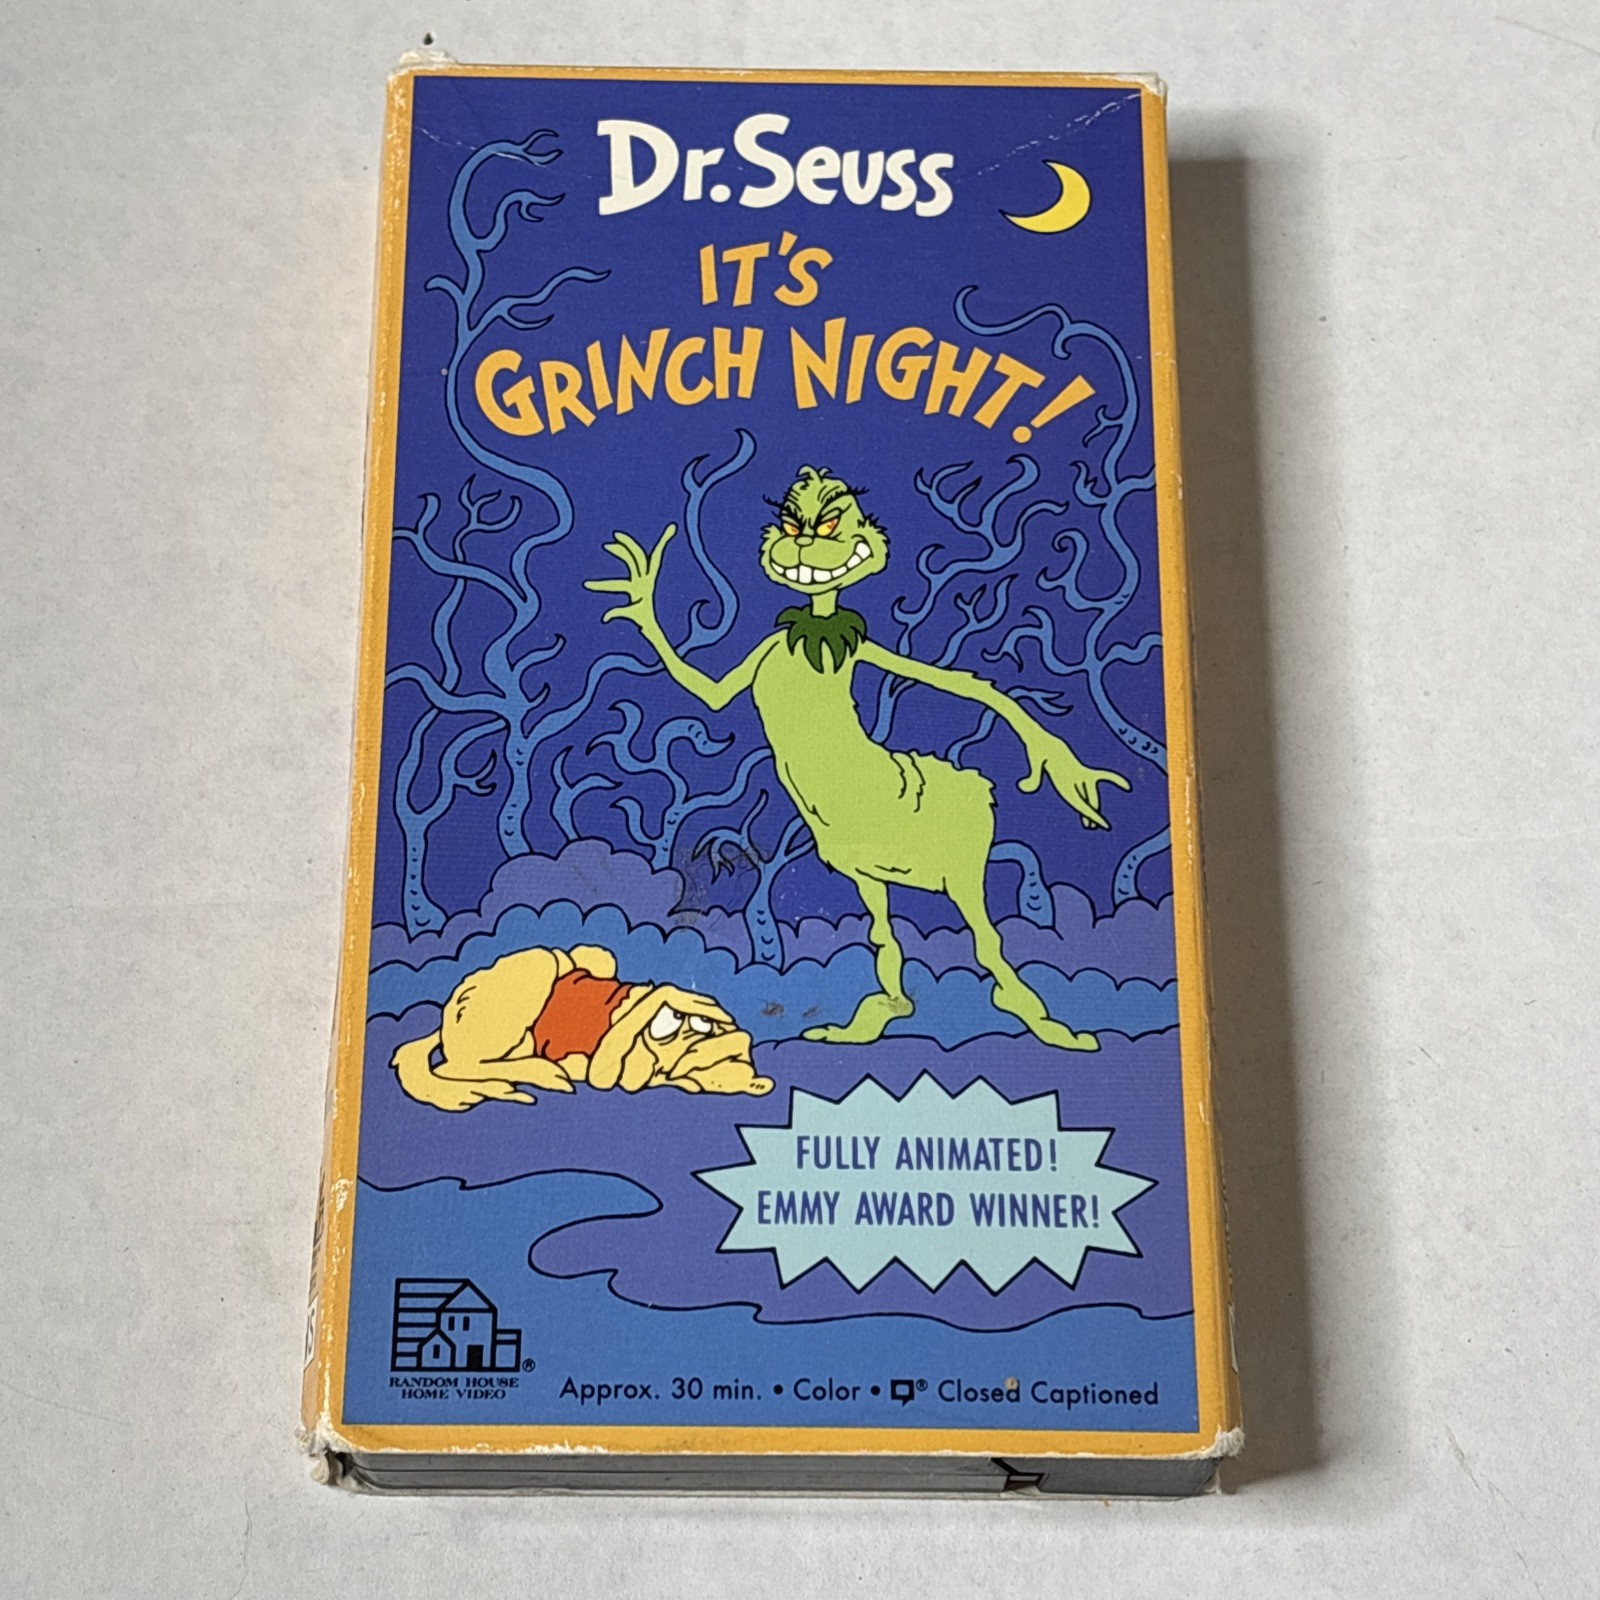 Dr. Seuss
IT'S
GRINCH NIGHT!
FULLY ANIMATED!
EMMY AWARD WINNER!
RANDOM HOUSE
HOME VIDEO
Approx. 30 min. • Color • ® Closed Captioned